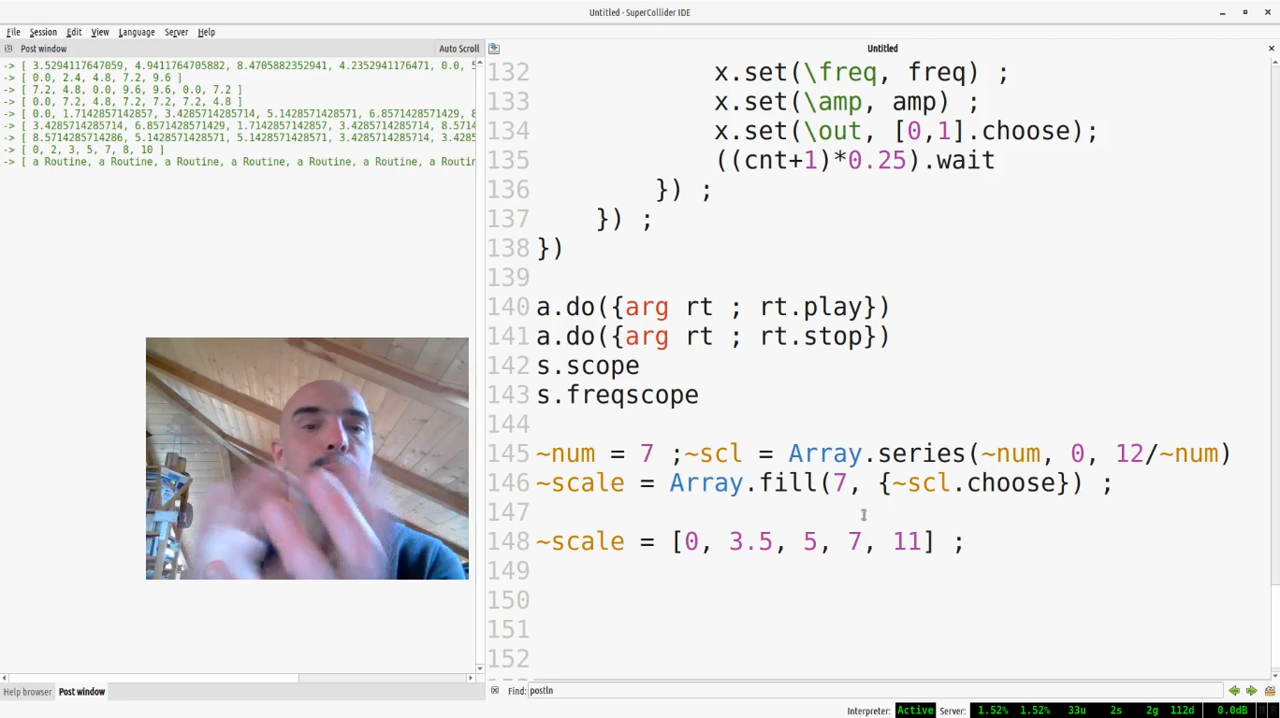 Untitled - SuperCollider IDE
File Session Edit View Language Server Help
Post window Auto Scroll
-> [ 3.5294117647059, 4.9411764705882, 8.4705882352941, 4.2352941176471, 0.0, 5
-> [ 0.0, 2.4, 4.8, 7.2, 9.6 ]
-> [ 7.2, 4.8, 0.0, 9.6, 9.6, 0.0, 7.2 ]
-> [ 0.0, 7.2, 4.8, 7.2, 7.2, 7.2, 4.8 ]
-> [ 0.0, 1.7142857142857, 3.4285714285714, 5.1428571428571, 6.8571428571429, 8
-> [ 3.4285714285714, 6.8571428571429, 1.7142857142857, 3.4285714285714, 8.5714
-> [ 8.5714285714286, 5.1428571428571, 5.1428571428571, 3.4285714285714, 3.4285
-> [ 0, 2, 3, 5, 7, 8, 10 ]
-> [ a Routine, a Routine, a Routine, a Routine, a Routine, a Routine, a Routin
Untitled
132 x.set(\freq, freq) ;
133 x.set(\amp, amp) ;
134 x.set(\out, [0,1].choose);
135 ((cnt+1)*0.25).wait
136 }) ;
137 }) ;
138 })
139
140 a.do({arg rt ; rt.play})
141 a.do({arg rt ; rt.stop})
142 s.scope
143 s.freqscope
144
145 ~num = 7 ;~scl = Array.series(~num, 0, 12/~num)
146 ~scale = Array.fill(7, {~scl.choose}) ;
147
148 ~scale = [0, 3.5, 5, 7, 11] ;
149
150
151
152
Help browser Post window
Find: postln
Interpreter: Active Server: 1.52% 1.52% 33u 2s 2g 112d 0.0dB